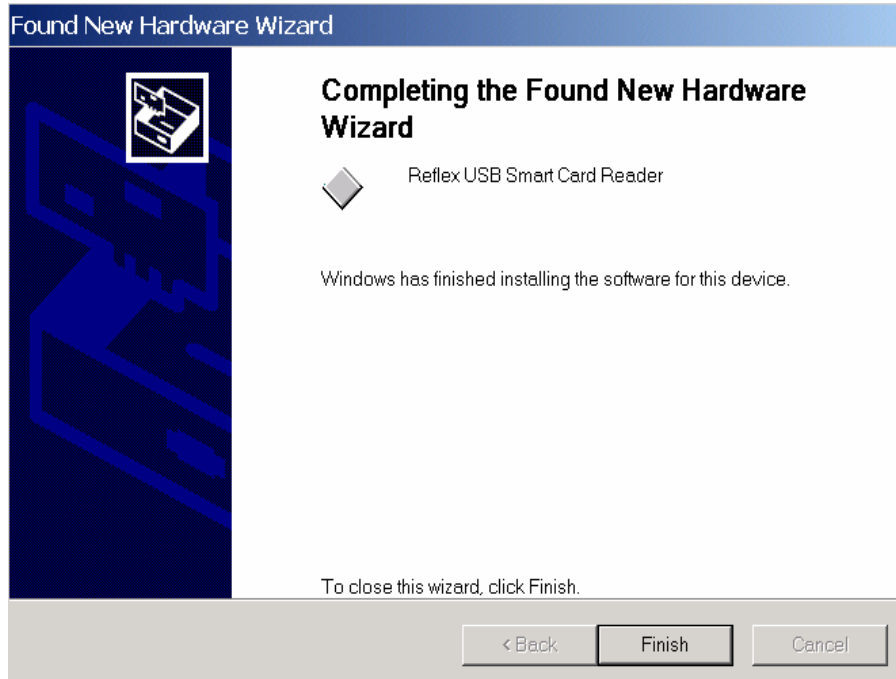 Found New Hardware Wizard
Completing the Found New Hardware
Wizard
Reflex USB Smart Card Reader
Windows has finished installing the software for this device.
To close this wizard, click Finish.
< Back
Finish
Cancel